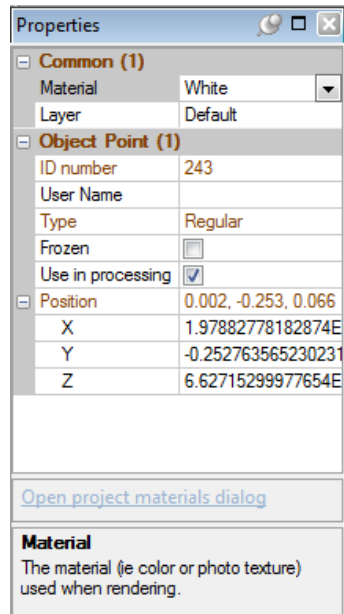 Properties
Common (1)
Material White
Layer Default
Object Point (1)
ID number 243
User Name
Type Regular
Frozen
Use in processing
Position 0.002, -0.253, 0.066
X 1.97882778182874E
Y -0.252763565230231
Z 6.62715299977654E
Open project materials dialog
Material
The material (ie color or photo texture)
used when rendering.